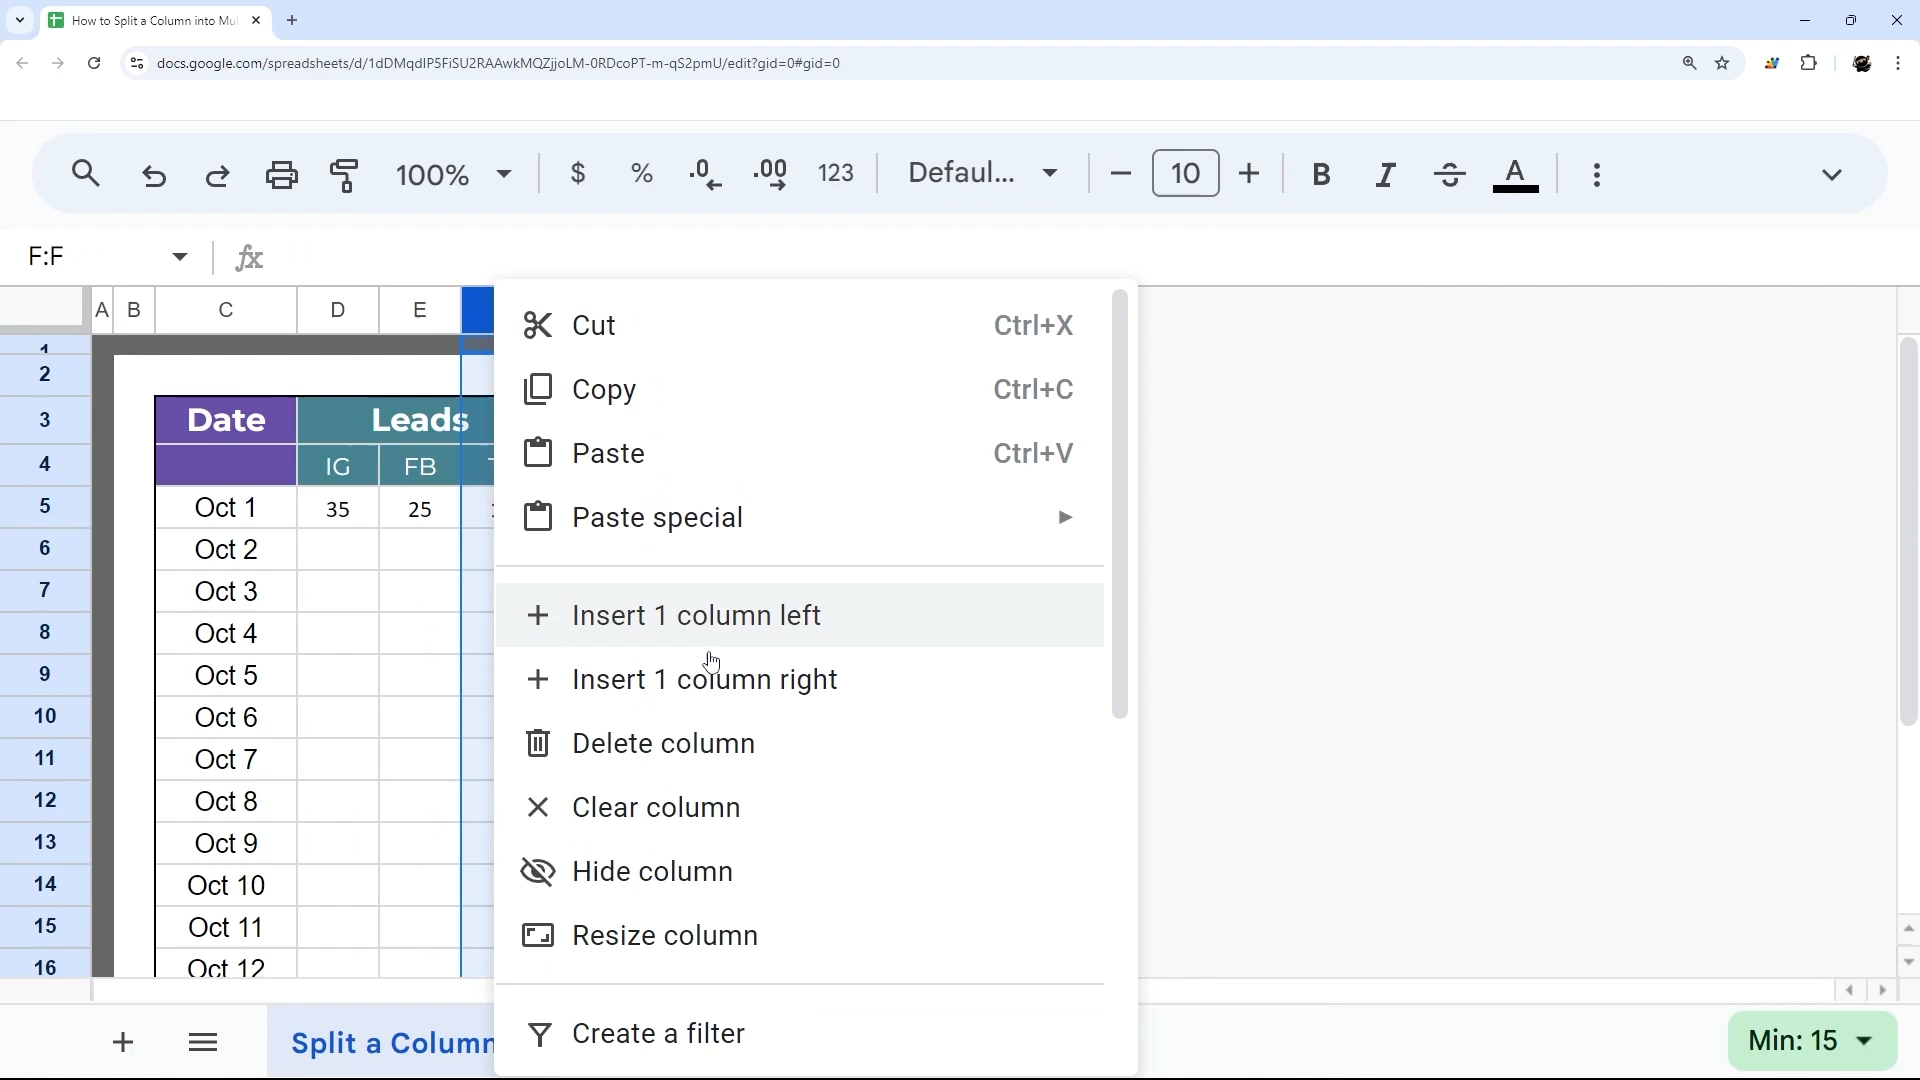 How to Split a Column into Mul
docs.google.com/spreadsheets/d/1dDMqdIP5FiSU2RAAwkMQZjjoLM-0RDcoPT-m-qS2pmU/edit?gid=0#gid=0
100% $ % .0 .00 123 Defaul... 10 B I S A
F:F fx
A B C D E
1
2
3 Date Leads
4 IG FB
5 Oct 1 35 25
6 Oct 2
7 Oct 3
8 Oct 4
9 Oct 5
10 Oct 6
11 Oct 7
12 Oct 8
13 Oct 9
14 Oct 10
15 Oct 11
16 Oct 12
Cut Ctrl+X
Copy Ctrl+C
Paste Ctrl+V
Paste special
Insert 1 column left
Insert 1 column right
Delete column
Clear column
Hide column
Resize column
Create a filter
Split a Column
Min: 15